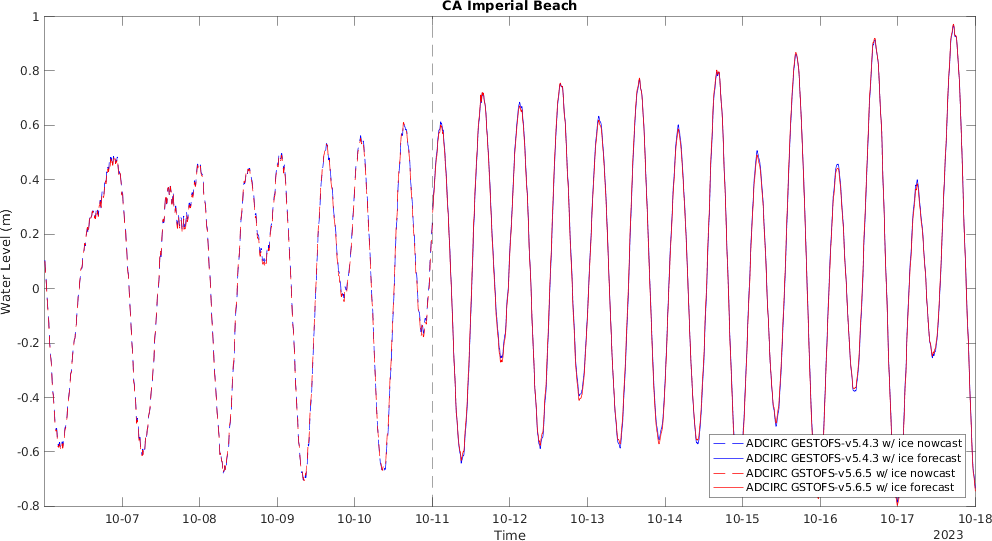 CA Imperial Beach
Water Level (m)
1
0.8
0.6
0.4
0.2
0
-0.2
-0.4
-0.6
-0.8
ADCIRC GESTOFS-v5.4.3 w/ ice nowcast
ADCIRC GESTOFS-v5.4.3 w/ ice forecast
ADCIRC GSTOFS-v5.6.5 w/ ice nowcast
ADCIRC GSTOFS-v5.6.5 w/ ice forecast
10-07 10-08 10-09 10-10 10-11 10-12 10-13 10-14 10-15 10-16 10-17 10-18
Time
2023